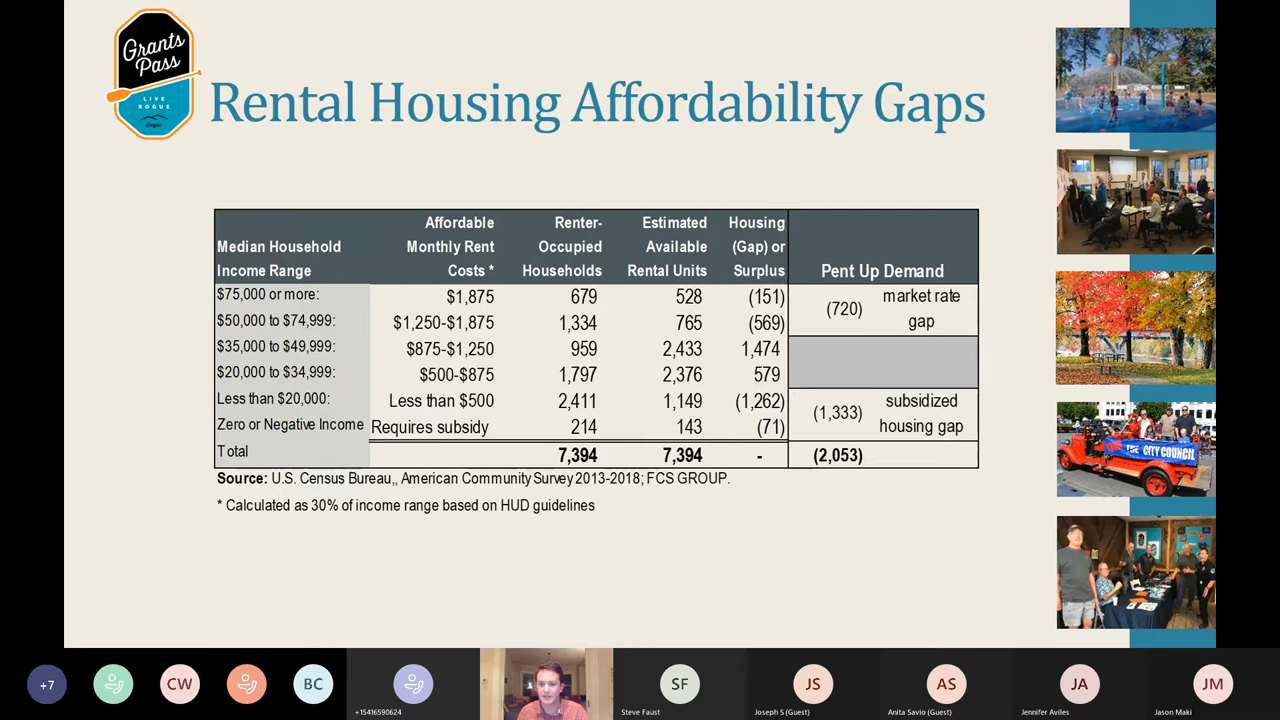 Grants
Pass
LIVE
ROGUE
Oregon
Rental Housing Affordability Gaps
Median Household Income Range Affordable Monthly Rent Costs * Renter-Occupied Households Estimated Available Rental Units Housing (Gap) or Surplus Pent Up Demand
$75,000 or more: $1,875 679 528 (151) (720) market rate gap
$50,000 to $74,999: $1,250-$1,875 1,334 765 (569)
$35,000 to $49,999: $875-$1,250 959 2,433 1,474
$20,000 to $34,999: $500-$875 1,797 2,376 579
Less than $20,000: Less than $500 2,411 1,149 (1,262) (1,333) subsidized housing gap
Zero or Negative Income Requires subsidy 214 143 (71)
Total 7,394 7,394 - (2,053)
Source: U.S. Census Bureau,, American Community Survey 2013-2018; FCS GROUP.
* Calculated as 30% of income range based on HUD guidelines
THE CITY COUNCIL
+7
CW
BC
+15416590624
SF
Steve Faust
JS
Joseph S (Guest)
AS
Anita Savio (Guest)
JA
Jennifer Aviles
JM
Jason Maki